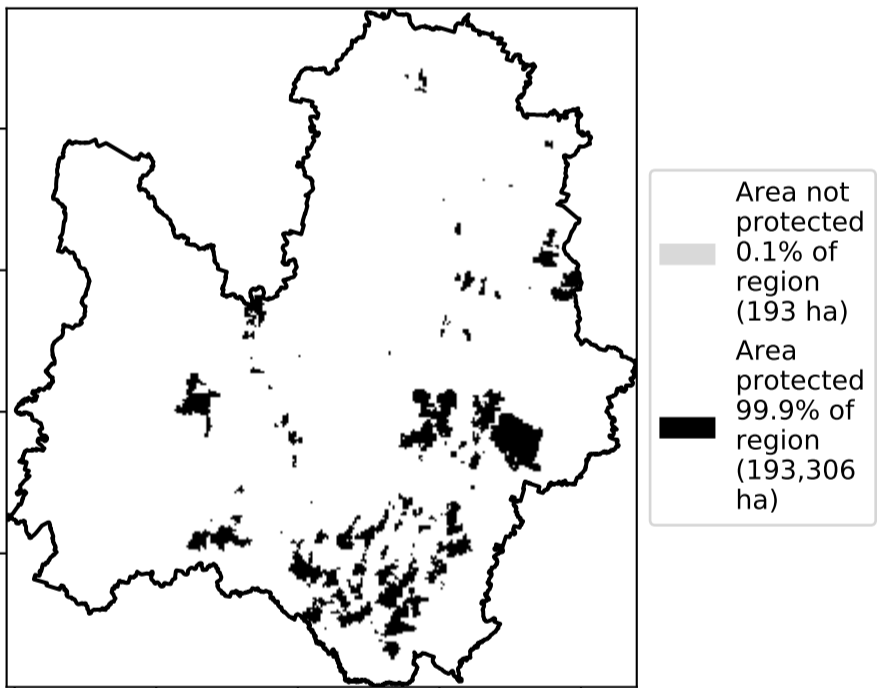 Area not
protected
0.1% of
region
(193 ha)
Area
protected
99.9% of
region
(193,306
ha)